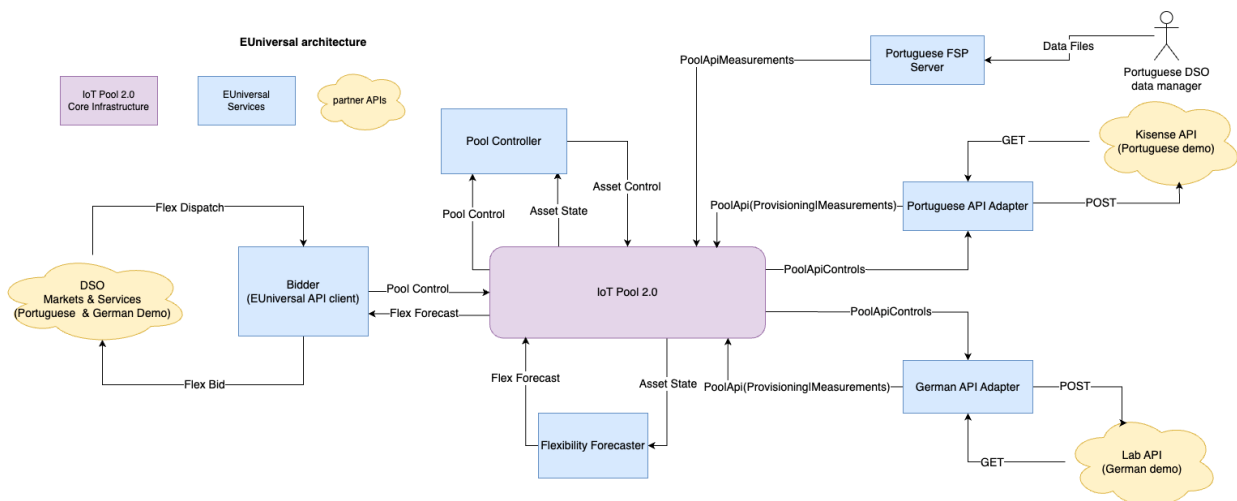 EUniversal architecture
IoT Pool 2.0
Core Infrastructure
EUniversal
Services
partner APIs
PoolApiMeasurements
Portuguese FSP
Server
Data Files
Portuguese DSO
data manager
Pool Controller
Asset Control
Pool Control
Asset State
Kisense API
(Portuguese demo)
GET
POST
PoolApi(ProvisioningIMeasurements)
Portuguese API Adapter
PoolApiControls
Flex Dispatch
DSO
Markets & Services
(Portuguese & German Demo)
Flex Bid
Bidder
(EUniversal API client)
Pool Control
Flex Forecast
IoT Pool 2.0
PoolApiControls
Flex Forecast
Asset State
PoolApi(ProvisioningIMeasurements)
German API Adapter
POST
GET
Flexibility Forecaster
Lab API
(German demo)